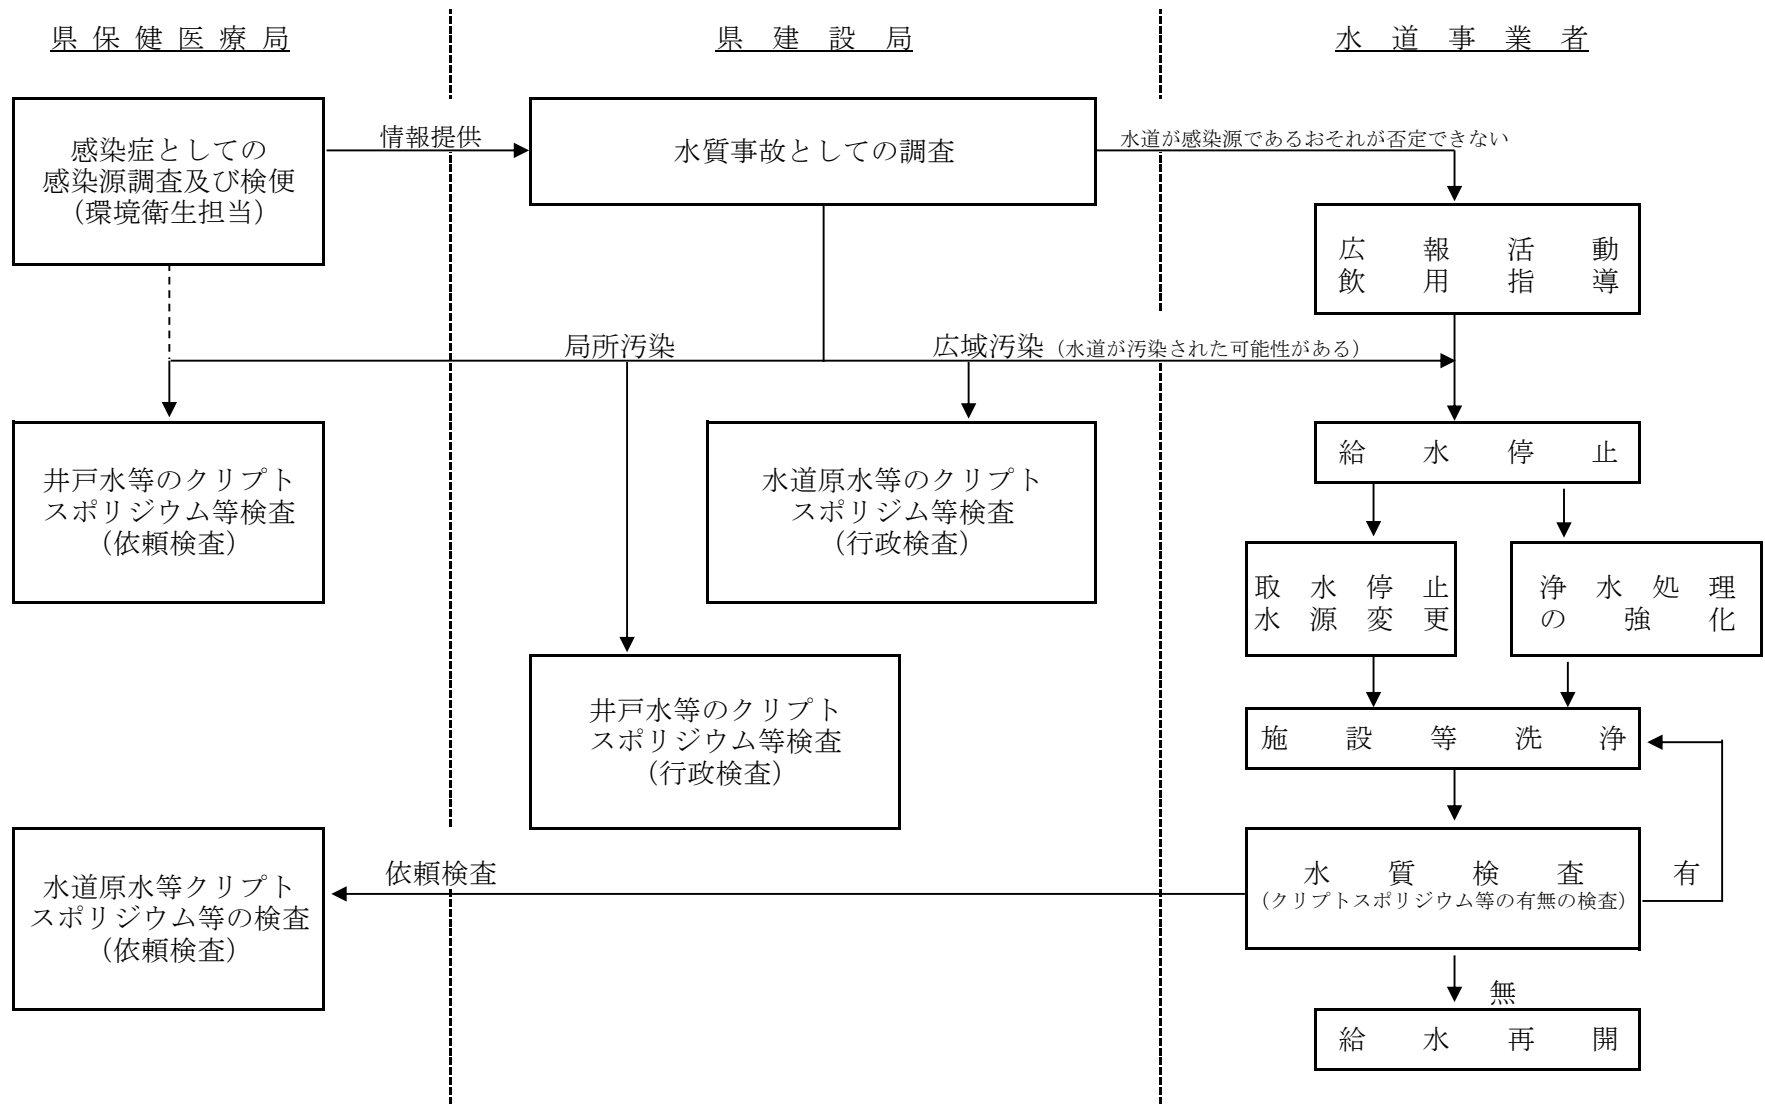 県保健医療局
県建設局
水道事業者
感染症としての
感染源調査及び検便
（環境衛生担当）
情報提供
水質事故としての調査
水道が感染源であるおそれが否定できない
広報活動
飲用指導
局所汚染
広域汚染（水道が汚染された可能性がある）
井戸水等のクリプト
スポリジウム等検査
（依頼検査）
水道原水等のクリプト
スポリジム等検査
（行政検査）
給水停止
取水停止
水源変更
浄水処理
の強化
井戸水等のクリプト
スポリジウム等検査
（行政検査）
施設等洗浄
水道原水等クリプト
スポリジウム等の検査
（依頼検査）
依頼検査
水質検査
（クリプトスポリジウム等の有無の検査）
有
無
給水再開